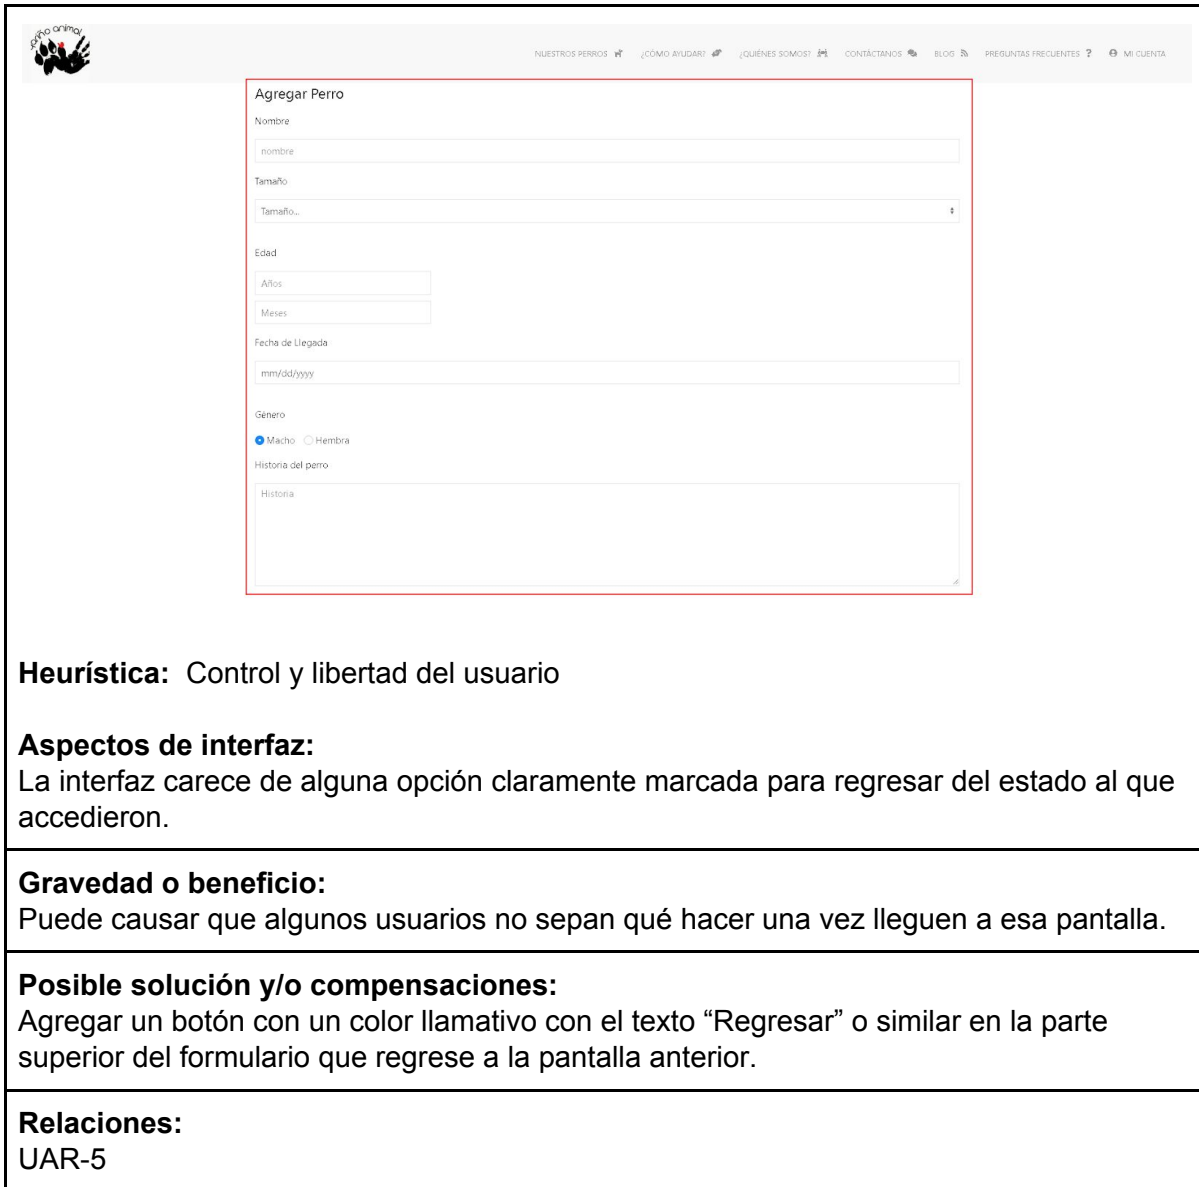 Yariño animal
NUESTROS PERROS ¿CÓMO AYUDAR? ¿QUIÉNES SOMOS? CONTÁCTANOS BLOG PREGUNTAS FRECUENTES ? MI CUENTA
Agregar Perro
Nombre
nombre
Tamaño
Tamaño...
Edad
Años
Meses
Fecha de Llegada
mm/dd/yyyy
Género
Macho Hembra
Historia del perro
Historia
Heurística: Control y libertad del usuario
Aspectos de interfaz:
La interfaz carece de alguna opción claramente marcada para regresar del estado al que
accedieron.
Gravedad o beneficio:
Puede causar que algunos usuarios no sepan qué hacer una vez lleguen a esa pantalla.
Posible solución y/o compensaciones:
Agregar un botón con un color llamativo con el texto “Regresar” o similar en la parte
superior del formulario que regrese a la pantalla anterior.
Relaciones:
UAR-5